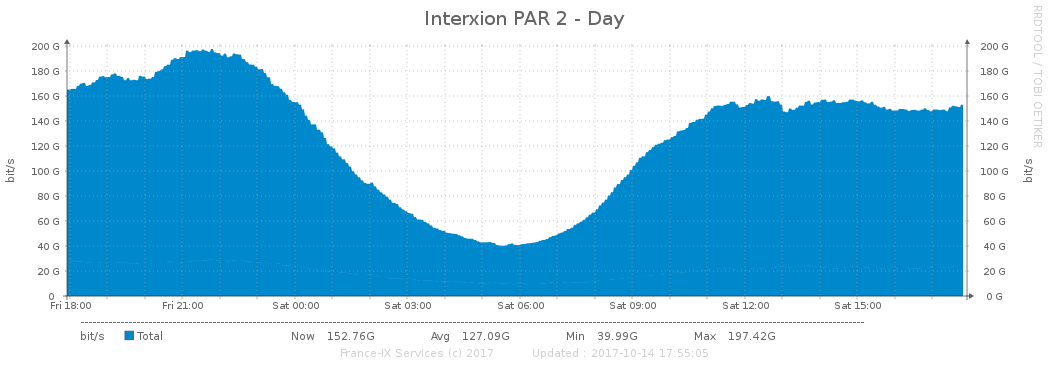 Interxion PAR 2 - Day
RRDTOOL / TOBI OETIKER
bit/s
200 G 200 G
180 G 180 G
160 G 160 G
140 G 140 G
120 G 120 G
100 G 100 G
80 G 80 G
60 G 60 G
40 G 40 G
20 G 20 G
0 0 G
bit/s
Fri 18:00 Fri 21:00 Sat 00:00 Sat 03:00 Sat 06:00 Sat 09:00 Sat 12:00 Sat 15:00
bit/s Total Now 152.76G Avg 127.09G Min 39.99G Max 197.42G
France-IX Services (c) 2017 Updated : 2017-10-14 17:55:05